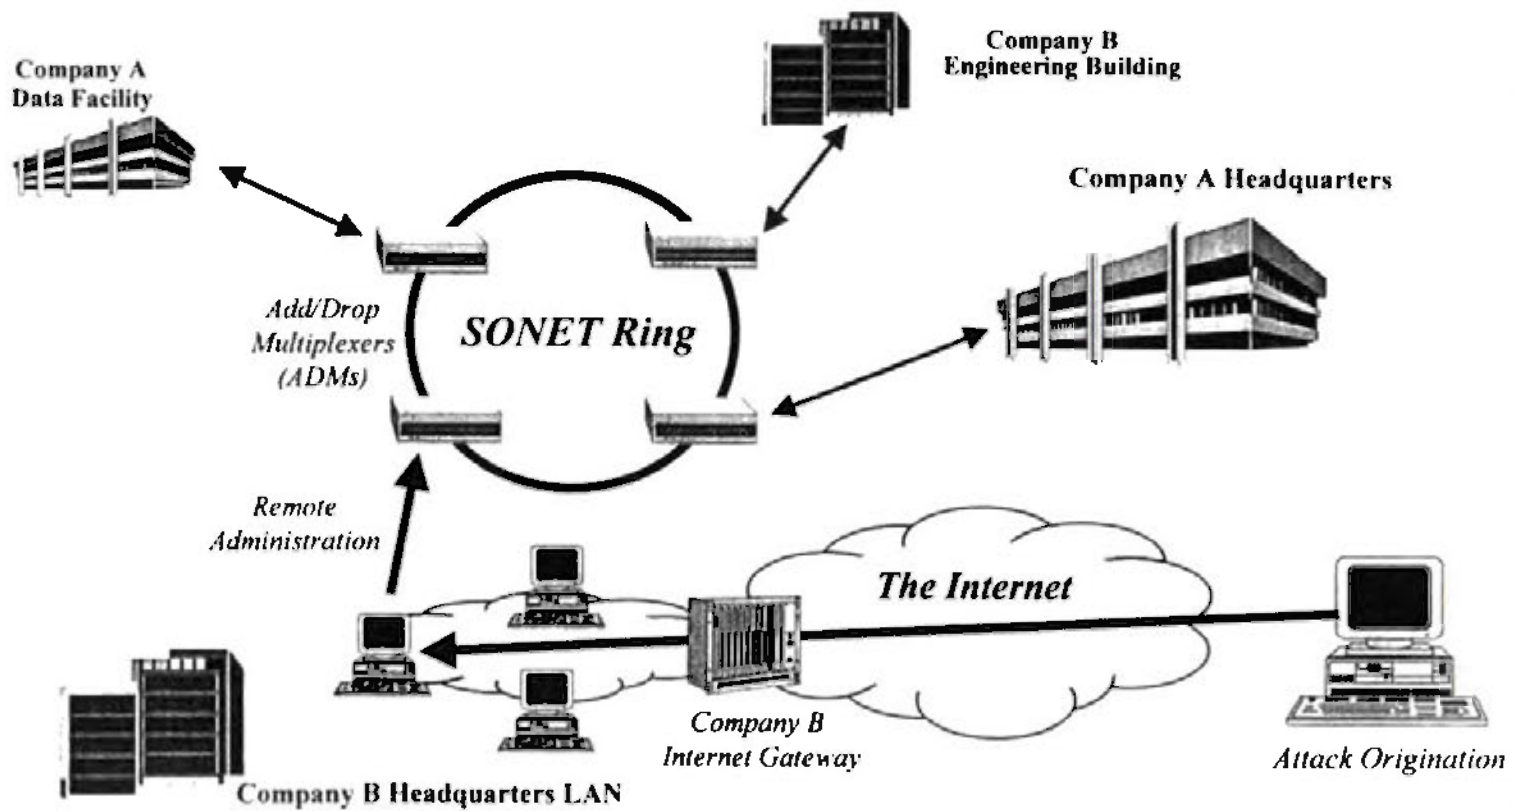 Company A
Data Facility
Company B
Engineering Building
Company A Headquarters
Add/Drop
Multiplexers
(ADMs)
SONET Ring
Remote
Administration
The Internet
Company B
Internet Gateway
Attack Origination
Company B Headquarters LAN